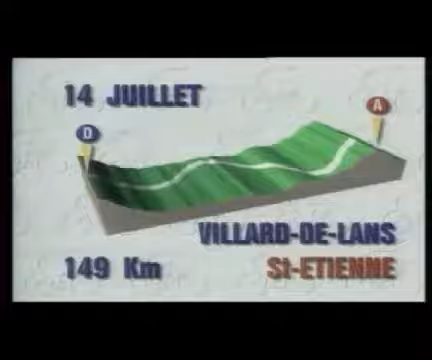 14 JUILLET
A
D
VILLARD-DE-LANS
149 Km
St-ETIENNE